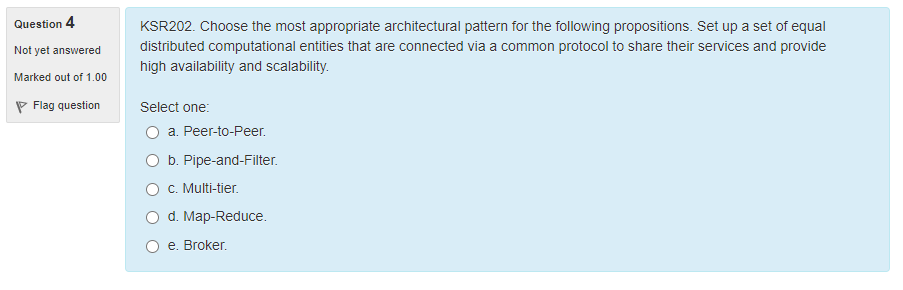 Question 4
Not yet answered
Marked out of 1.00
Flag question
KSR202. Choose the most appropriate architectural pattern for the following propositions. Set up a set of equal
distributed computational entities that are connected via a common protocol to share their services and provide
high availability and scalability.
Select one:
a. Peer-to-Peer.
b. Pipe-and-Filter.
c. Multi-tier.
d. Map-Reduce.
e. Broker.